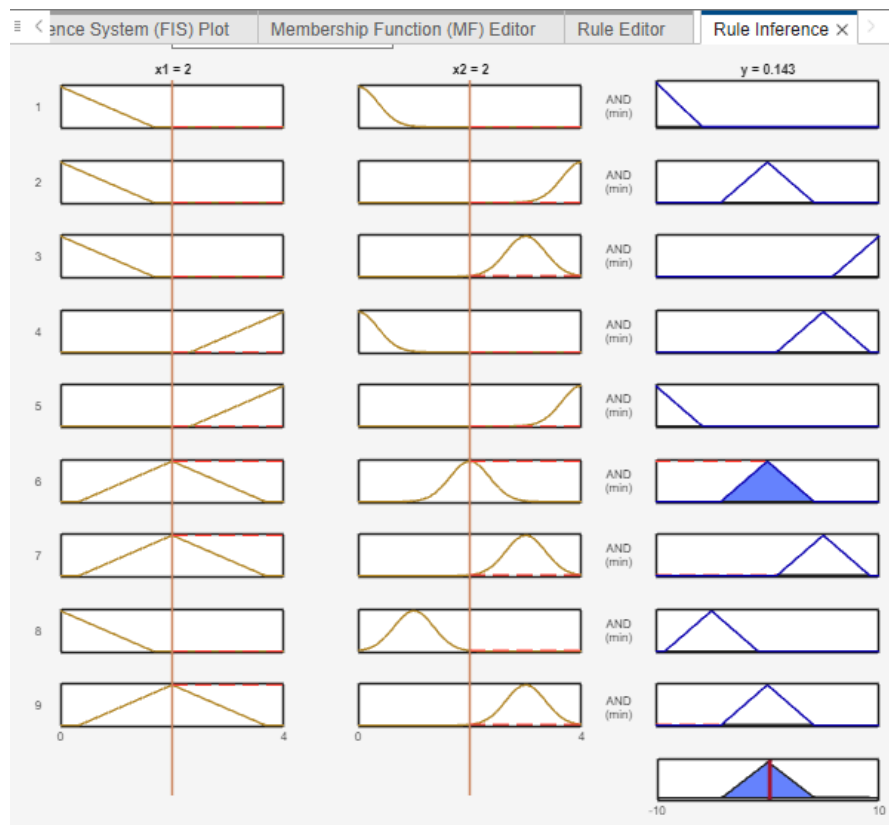 ence System (FIS) Plot Membership Function (MF) Editor Rule Editor Rule Inference ×
x1 = 2 x2 = 2 y = 0.143
1 AND
(min)
2 AND
(min)
3 AND
(min)
4 AND
(min)
5 AND
(min)
6 AND
(min)
7 AND
(min)
8 AND
(min)
9 AND
(min)
0 4 0 4
-10 10